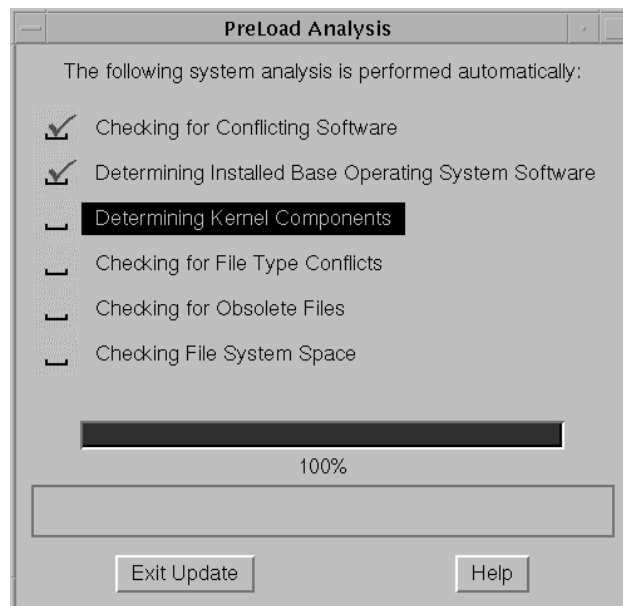 PreLoad Analysis
The following system analysis is performed automatically:
Checking for Conflicting Software
Determining Installed Base Operating System Software
Determining Kernel Components
Checking for File Type Conflicts
Checking for Obsolete Files
Checking File System Space
100%
Exit Update
Help